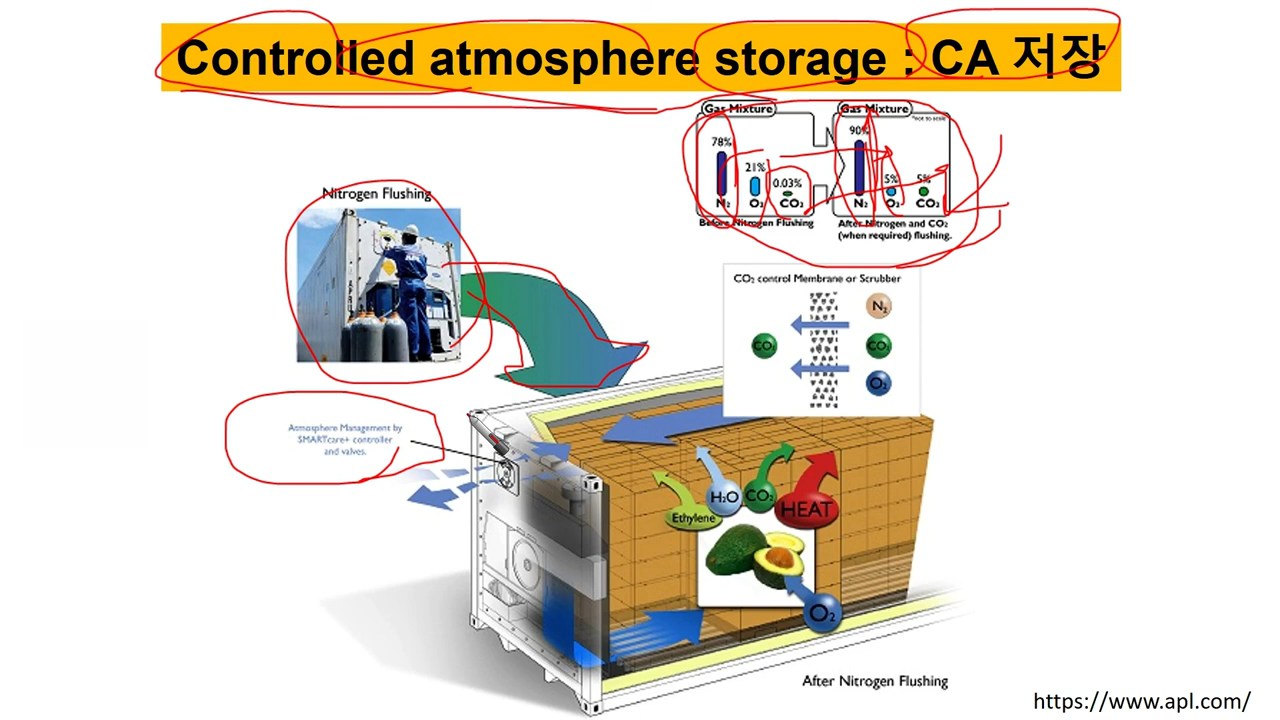 Controlled atmosphere storage : CA 저장
Gas Mixture
78%
21%
0.03%
N₂ O₂ CO₂
Before Nitrogen Flushing
Gas Mixture
*not to scale
90%
5%
5%
N₂ O₂ CO₂
After Nitrogen and CO₂
(when required) flushing.
Nitrogen Flushing
CO₂ control Membrane or Scrubber
N₂
CO₂
CO₂
O₂
Atmosphere Management by
SMARTcare+ controller
and valves.
Ethylene
H₂O
CO₂
HEAT
O₂
After Nitrogen Flushing
https://www.apl.com/